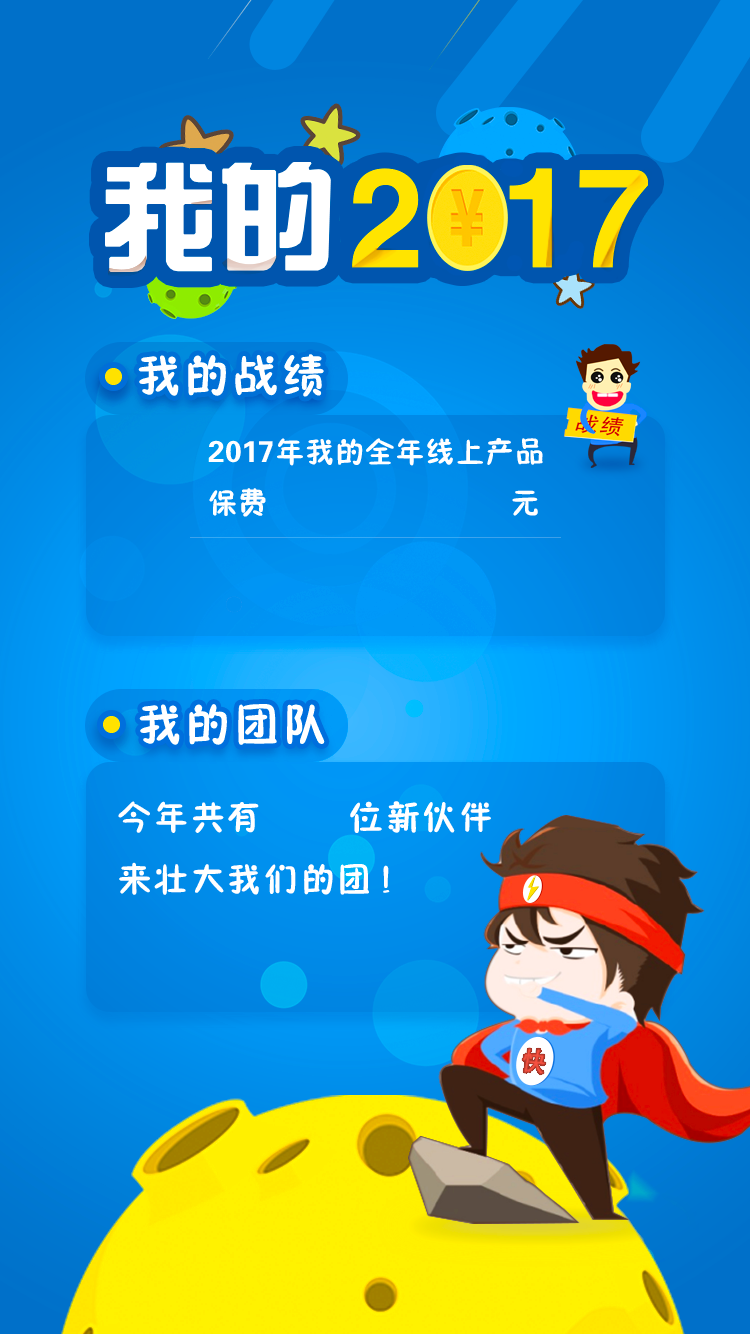 我的2017
我的战绩
战绩
2017年我的全年线上产品
保费 元
我的团队
今年共有 位新伙伴
来壮大我们的团!
快